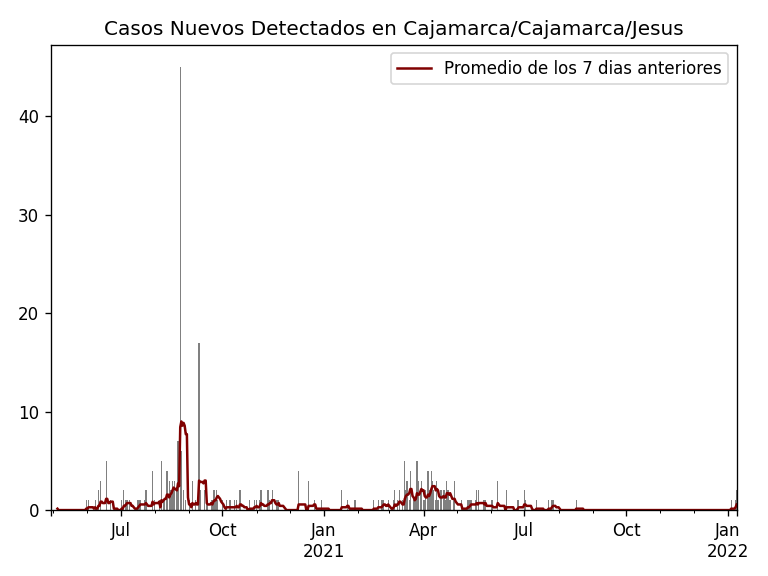 Casos Nuevos Detectados en Cajamarca/Cajamarca/Jesus
Promedio de los 7 dias anteriores
40
30
20
10
0
Jul
Oct
Jan
2021
Apr
Jul
Oct
Jan
2022